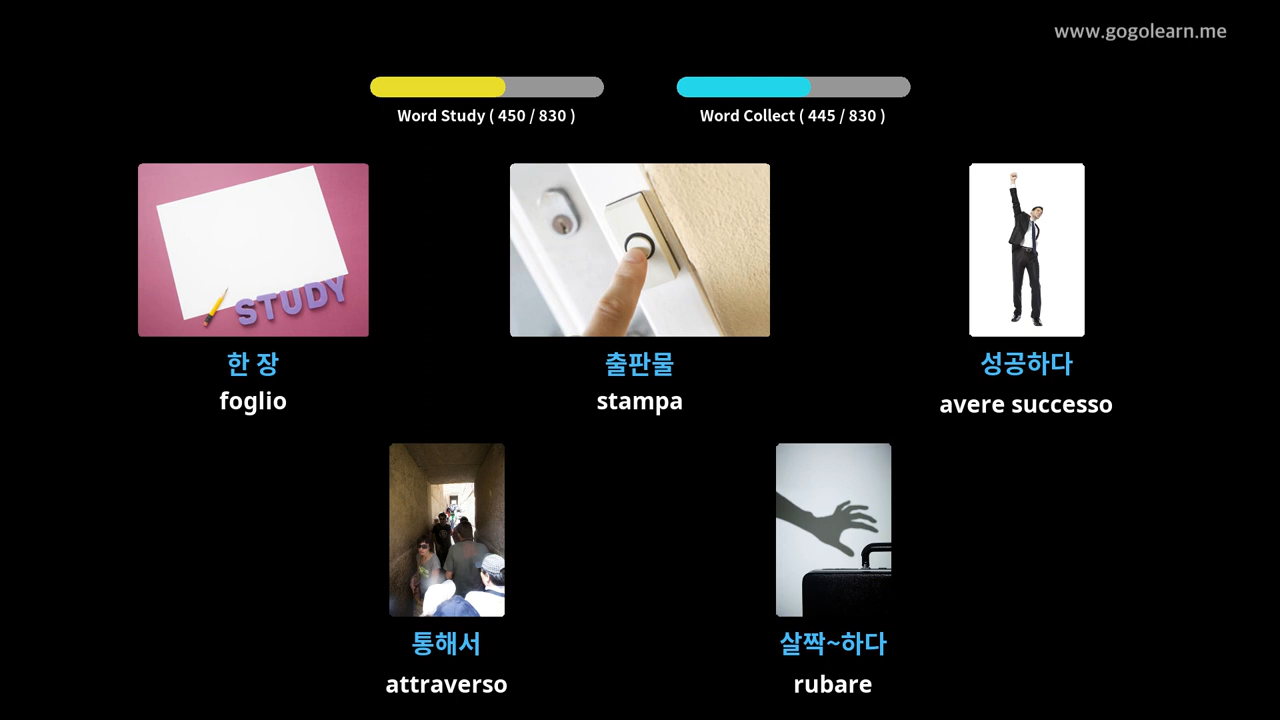 www.gogolearn.me
Word Study ( 450 / 830 )
Word Collect ( 445 / 830 )
STUDY
한 장
foglio
출판물
stampa
성공하다
avere successo
통해서
attraverso
살짝~하다
rubare